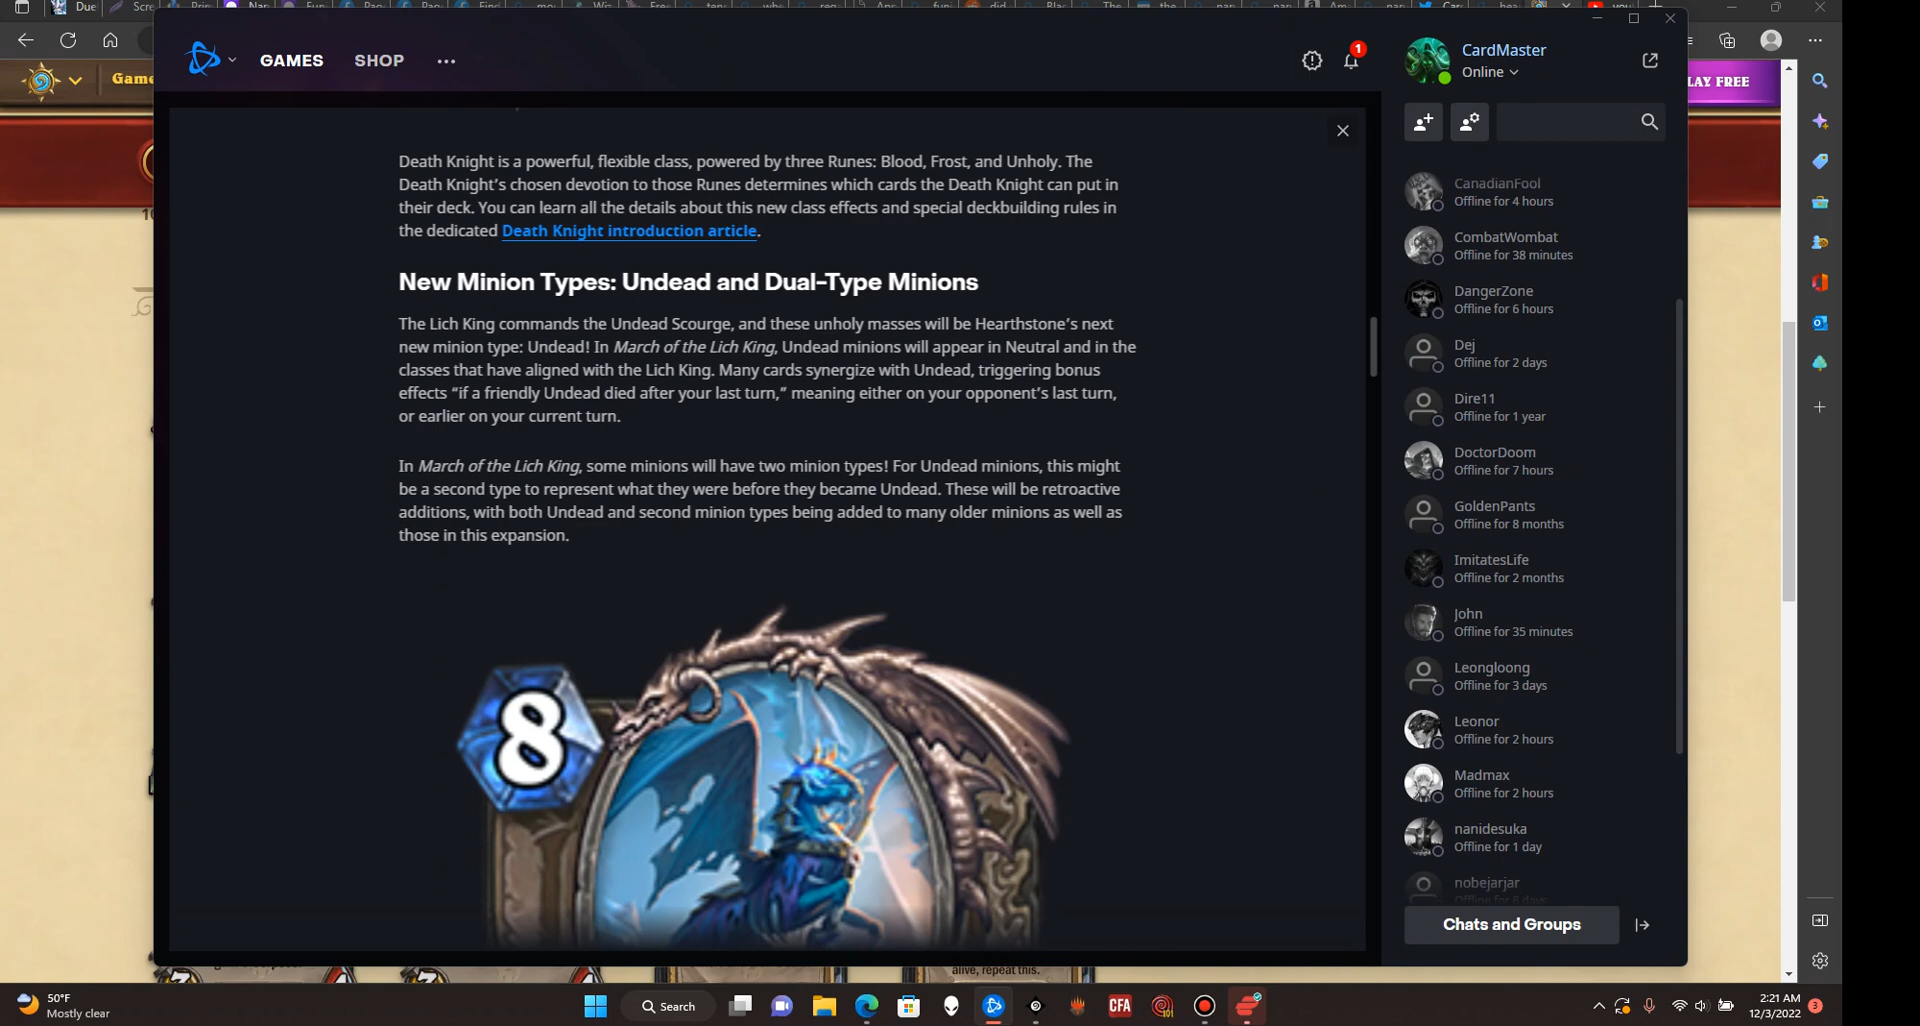 GAMES
SHOP
1
CardMaster
Online
LAY FREE
Death Knight is a powerful, flexible class, powered by three Runes: Blood, Frost, and Unholy. The
Death Knight's chosen devotion to those Runes determines which cards the Death Knight can put in
their deck. You can learn all the details about this new class effects and special deckbuilding rules in
the dedicated Death Knight introduction article.
New Minion Types: Undead and Dual-Type Minions
The Lich King commands the Undead Scourge, and these unholy masses will be Hearthstone's next
new minion type: Undead! In March of the Lich King, Undead minions will appear in Neutral and in the
classes that have aligned with the Lich King. Many cards synergize with Undead, triggering bonus
effects “if a friendly Undead died after your last turn,” meaning either on your opponent's last turn,
or earlier on your current turn.
In March of the Lich King, some minions will have two minion types! For Undead minions, this might
be a second type to represent what they were before they became Undead. These will be retroactive
additions, with both Undead and second minion types being added to many older minions as well as
those in this expansion.
8
CanadianFool
Offline for 4 hours
CombatWombat
Offline for 38 minutes
DangerZone
Offline for 6 hours
Dej
Offline for 2 days
Dire11
Offline for 1 year
DoctorDoom
Offline for 7 hours
GoldenPants
Offline for 8 months
ImitatesLife
Offline for 2 months
John
Offline for 35 minutes
Leongloong
Offline for 3 days
Leonor
Offline for 2 hours
Madmax
Offline for 2 hours
nanidesuka
Offline for 1 day
nobejarjar
Offline for 6 days
Chats and Groups
alive, repeat this.
50°F
Mostly clear
Search
CFA
101
2:21 AM
12/3/2022
3